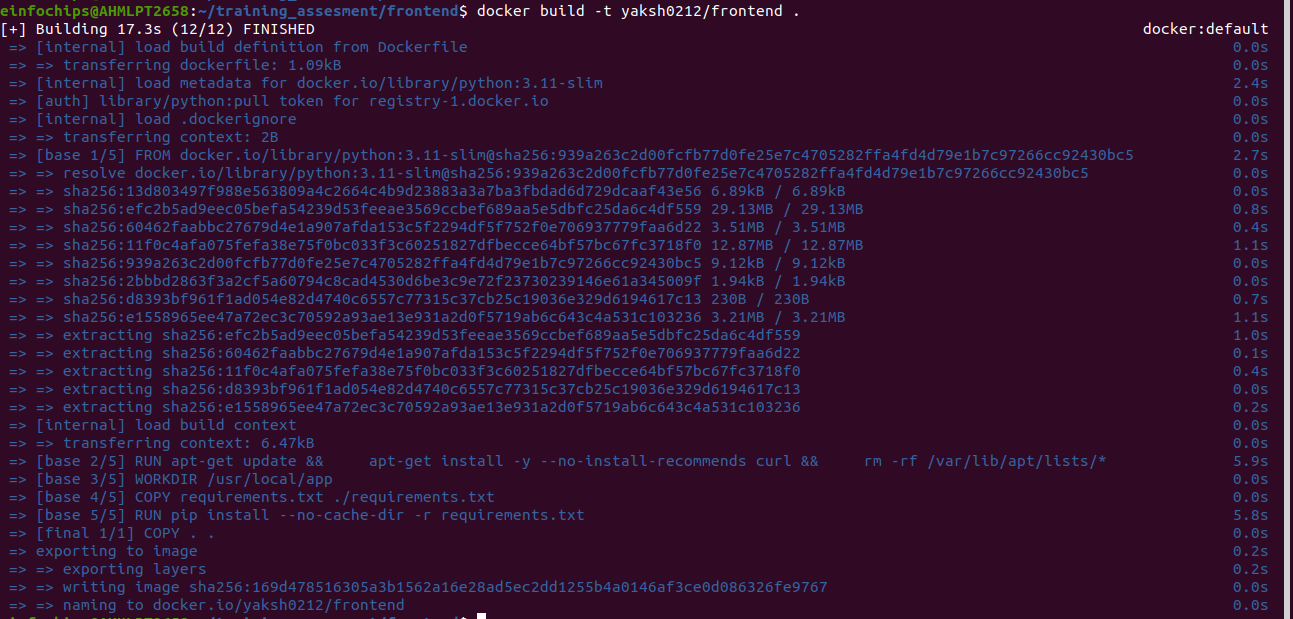 einfochips@AHMLPT2658:~/training_assesment/frontend$ docker build -t yaksh0212/frontend .
[+] Building 17.3s (12/12) FINISHED docker:default
=> [internal] load build definition from Dockerfile 0.0s
=> => transferring dockerfile: 1.09kB 0.0s
=> [internal] load metadata for docker.io/library/python:3.11-slim 2.4s
=> [auth] library/python:pull token for registry-1.docker.io 0.0s
=> [internal] load .dockerignore 0.0s
=> => transferring context: 2B 0.0s
=> [base 1/5] FROM docker.io/library/python:3.11-slim@sha256:939a263c2d00fcfb77d0fe25e7c4705282ffa4fd4d79e1b7c97266cc92430bc5 2.7s
=> => resolve docker.io/library/python:3.11-slim@sha256:939a263c2d00fcfb77d0fe25e7c4705282ffa4fd4d79e1b7c97266cc92430bc5 0.0s
=> => sha256:13d803497f988e563809a4c2664c4b9d23883a3a7ba3fbdad6d729dcaaf43e56 6.89kB / 6.89kB 0.0s
=> => sha256:efc2b5ad9eec05befa54239d53feeae3569ccbef689aa5e5dbfc25da6c4df559 29.13MB / 29.13MB 0.8s
=> => sha256:60462faabbc27679d4e1a907afda153c5f2294df5f752f0e706937779faa6d22 3.51MB / 3.51MB 0.4s
=> => sha256:11f0c4afa075fefa38e75f0bc033f3c60251827dfbecce64bf57bc67fc3718f0 12.87MB / 12.87MB 1.1s
=> => sha256:939a263c2d00fcfb77d0fe25e7c4705282ffa4fd4d79e1b7c97266cc92430bc5 9.12kB / 9.12kB 0.0s
=> => sha256:2bbbd2863f3a2cf5a60794c8cad4530d6be3c9e72f23730239146e61a345009f 1.94kB / 1.94kB 0.0s
=> => sha256:d8393bf961f1ad054e82d4740c6557c77315c37cb25c19036e329d6194617c13 230B / 230B 0.7s
=> => sha256:e1558965ee47a72ec3c70592a93ae13e931a2d0f5719ab6c643c4a531c103236 3.21MB / 3.21MB 1.1s
=> => extracting sha256:efc2b5ad9eec05befa54239d53feeae3569ccbef689aa5e5dbfc25da6c4df559 1.0s
=> => extracting sha256:60462faabbc27679d4e1a907afda153c5f2294df5f752f0e706937779faa6d22 0.1s
=> => extracting sha256:11f0c4afa075fefa38e75f0bc033f3c60251827dfbecce64bf57bc67fc3718f0 0.4s
=> => extracting sha256:d8393bf961f1ad054e82d4740c6557c77315c37cb25c19036e329d6194617c13 0.0s
=> => extracting sha256:e1558965ee47a72ec3c70592a93ae13e931a2d0f5719ab6c643c4a531c103236 0.2s
=> [internal] load build context 0.0s
=> => transferring context: 6.47kB 0.0s
=> [base 2/5] RUN apt-get update &&     apt-get install -y --no-install-recommends curl &&     rm -rf /var/lib/apt/lists/* 5.9s
=> [base 3/5] WORKDIR /usr/local/app 0.0s
=> [base 4/5] COPY requirements.txt ./requirements.txt 0.0s
=> [base 5/5] RUN pip install --no-cache-dir -r requirements.txt 5.8s
=> [final 1/1] COPY . . 0.0s
=> exporting to image 0.2s
=> => exporting layers 0.2s
=> => writing image sha256:169d478516305a3b1562a16e28ad5ec2dd1255b4a0146af3ce0d086326fe9767 0.0s
=> => naming to docker.io/yaksh0212/frontend 0.0s